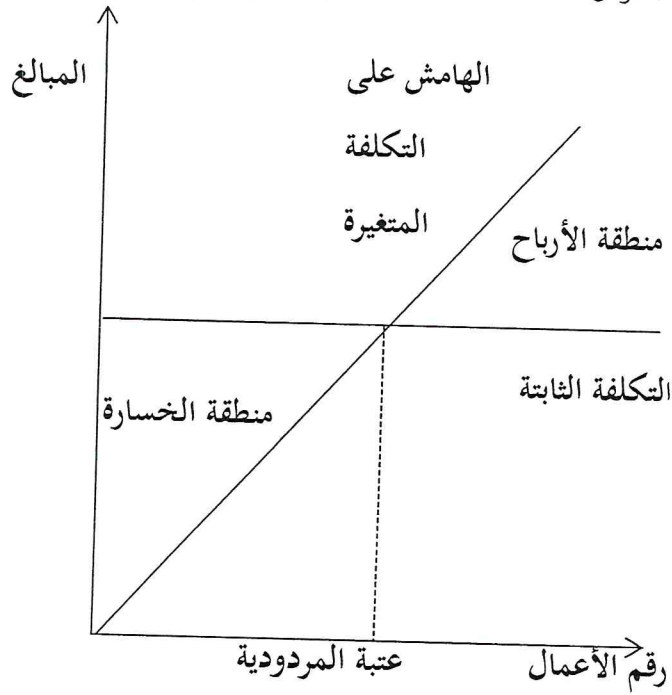 المبالغ
الهامش على
التكلفة
المتغيرة
منطقة الأرباح
التكلفة الثابتة
منطقة الخسارة
عتبة المردودية
رقم الأعمال